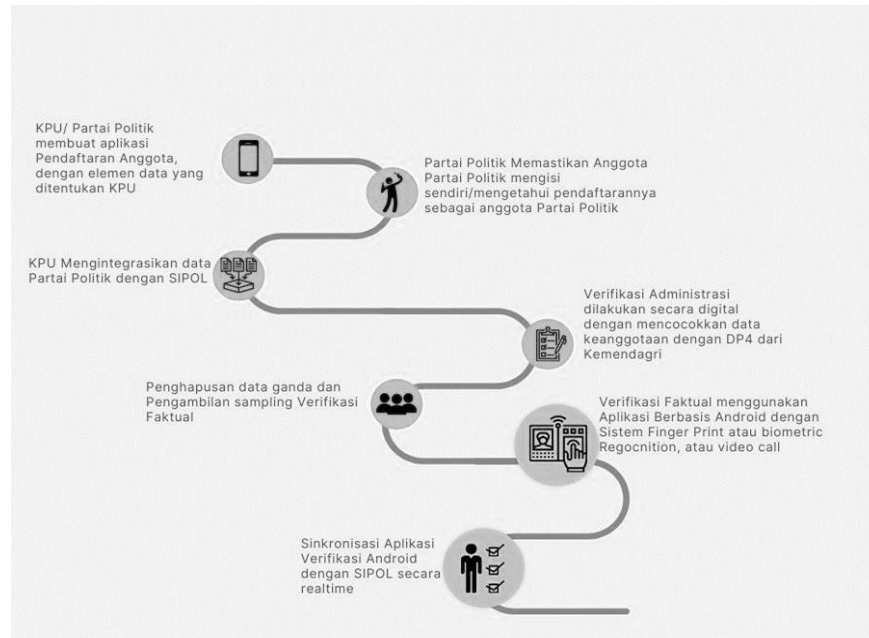 KPU/ Partai Politik
membuat aplikasi
Pendaftaran Anggota,
dengan elemen data yang
ditentukan KPU
Partai Politik Memastikan Anggota
Partai Politik mengisi
sendiri/mengetahui pendaftarannya
sebagai anggota Partai Politik
KPU Mengintegrasikan data
Partai Politik dengan SIPOL
Verifikasi Administrasi
dilakukan secara digital
dengan mencocokkan data
keanggotaan dengan DP4 dari
Kemendagri
Penghapusan data ganda dan
Pengambilan sampling Verifikasi
Faktual
Verifikasi Faktual menggunakan
Aplikasi Berbasis Android dengan
Sistem Finger Print atau biometric
Regocnition, atau video call
Sinkronisasi Aplikasi
Verifikasi Android
dengan SIPOL secara
realtime